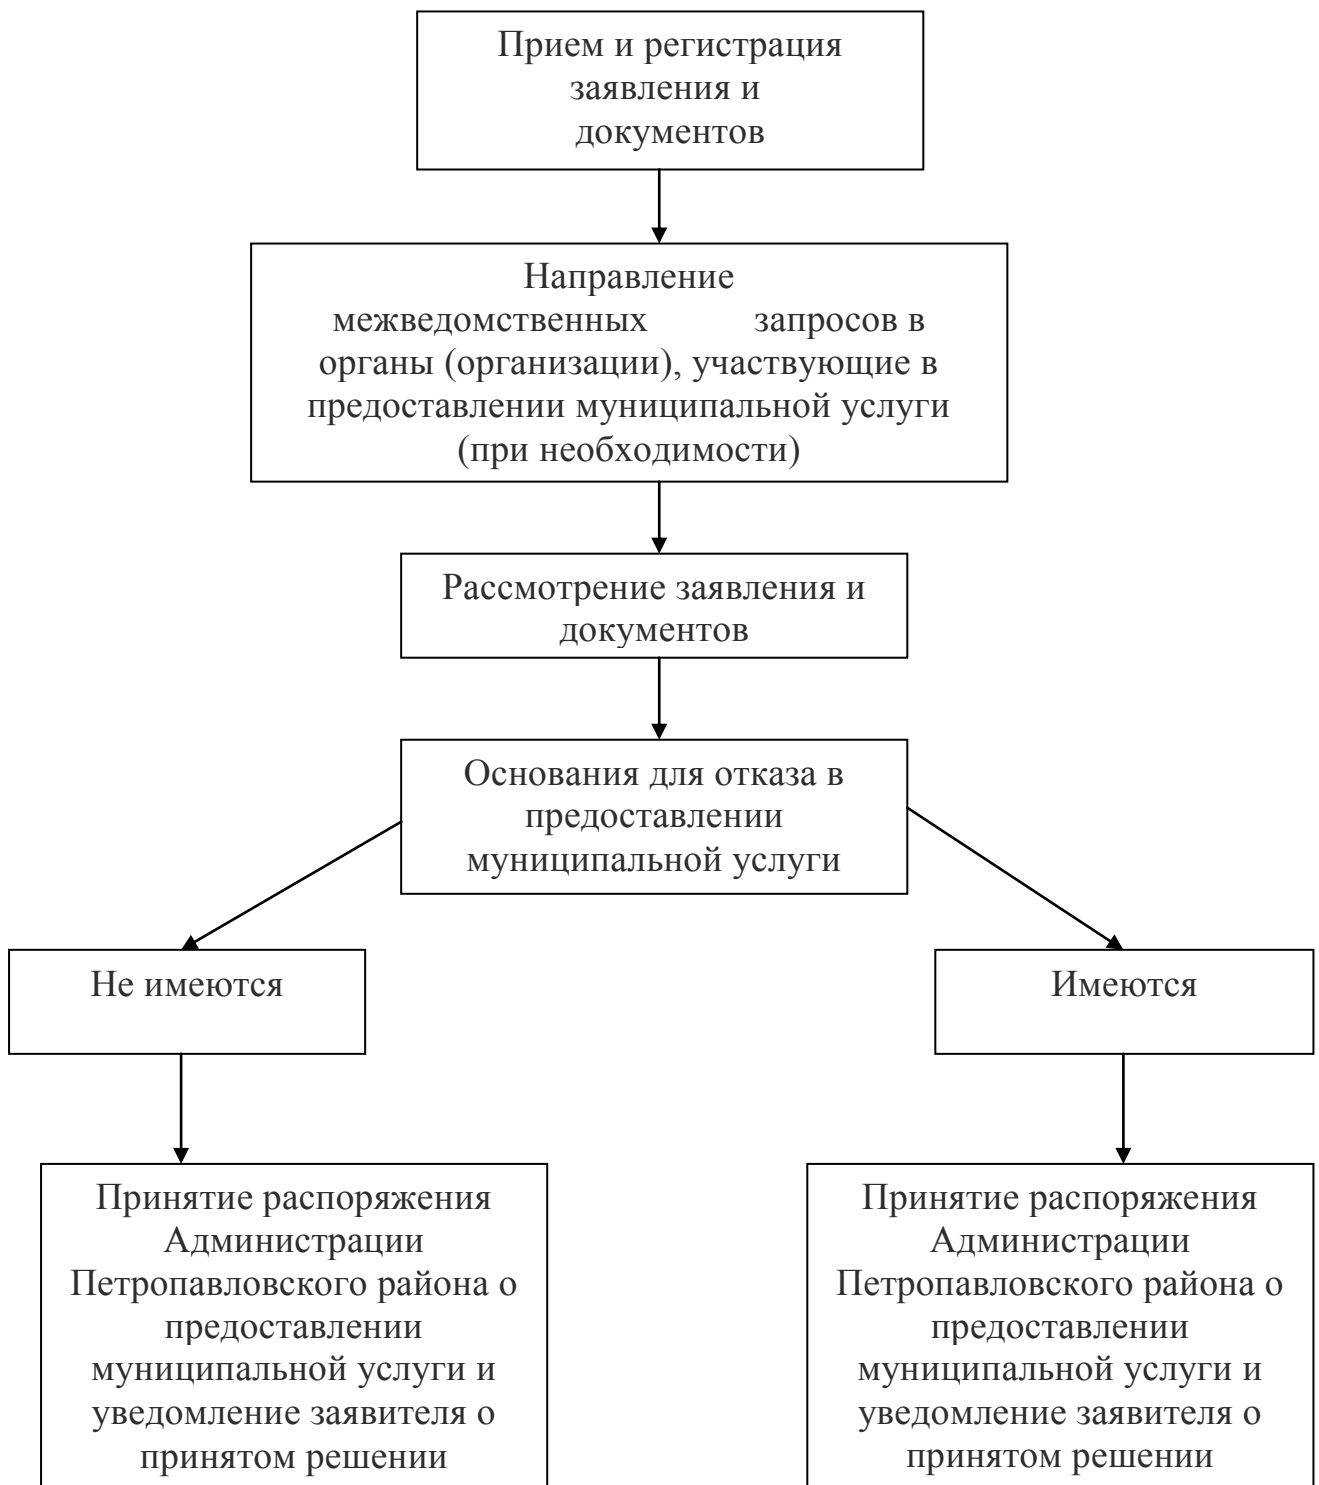 Прием и регистрация
заявления и
документов
Направление
межведомственных запросов в
органы (организации), участвующие в
предоставлении муниципальной услуги
(при необходимости)
Рассмотрение заявления и
документов
Основания для отказа в
предоставлении
муниципальной услуги
Не имеются
Имеются
Принятие распоряжения
Администрации
Петропавловского района о
предоставлении
муниципальной услуги и
уведомление заявителя о
принятом решении
Принятие распоряжения
Администрации
Петропавловского района о
предоставлении
муниципальной услуги и
уведомление заявителя о
принятом решении